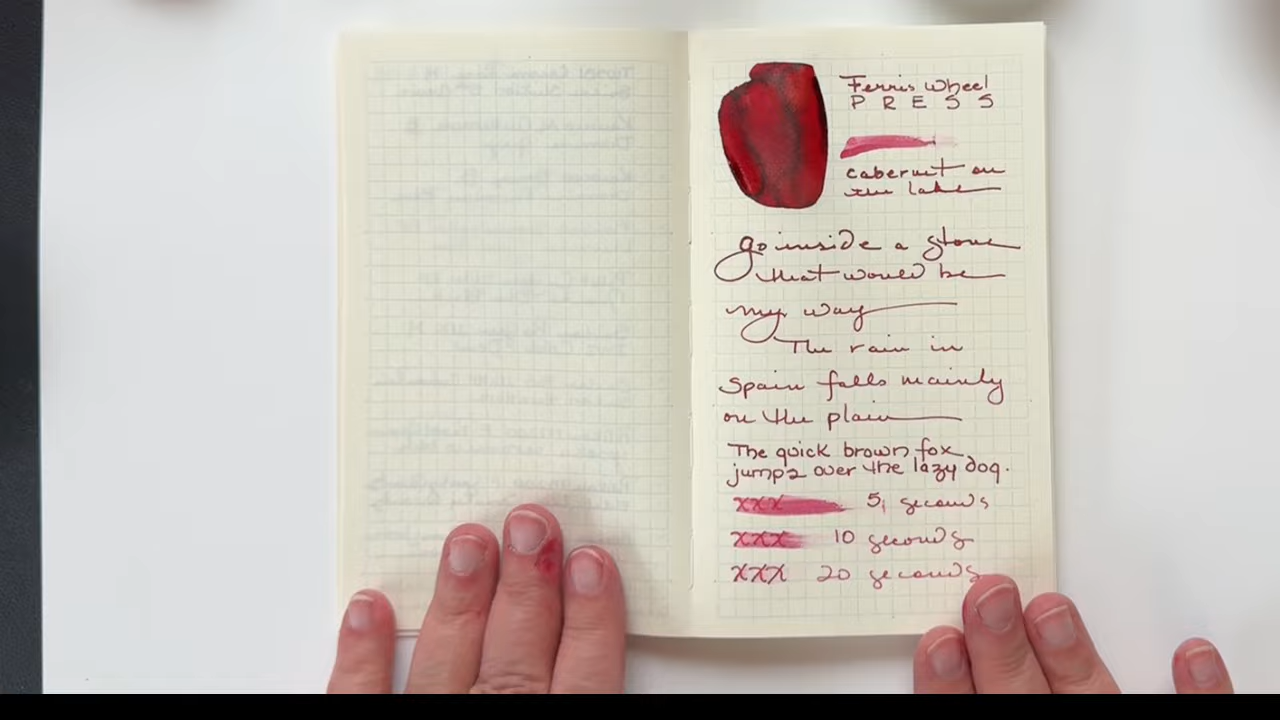 Ferris Wheel
PRESS
cabernet on
the lake
go inside a stone
that would be
my way
The rain in
Spain falls mainly
on the plain
The quick brown fox
jumps over the lazy dog.
XXX 5 seconds
XXX 10 seconds
XXX 20 seconds